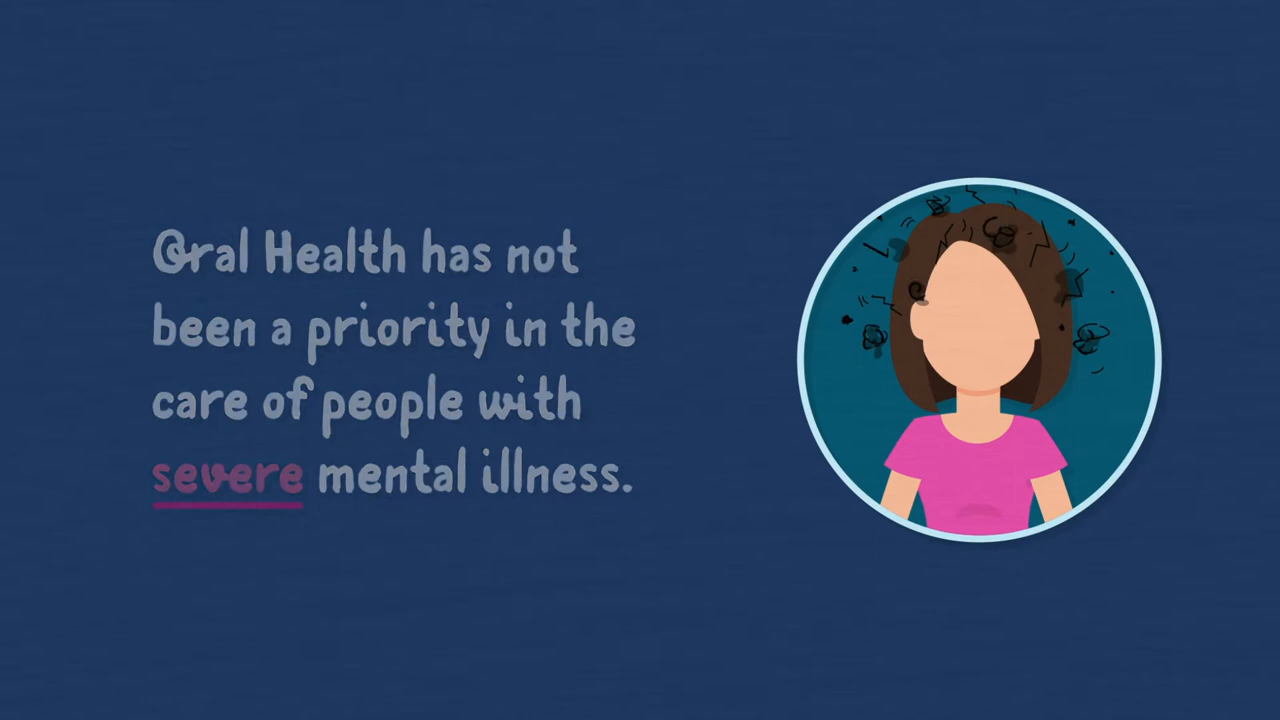 Oral Health has not
been a priority in the
care of people with
severe mental illness.